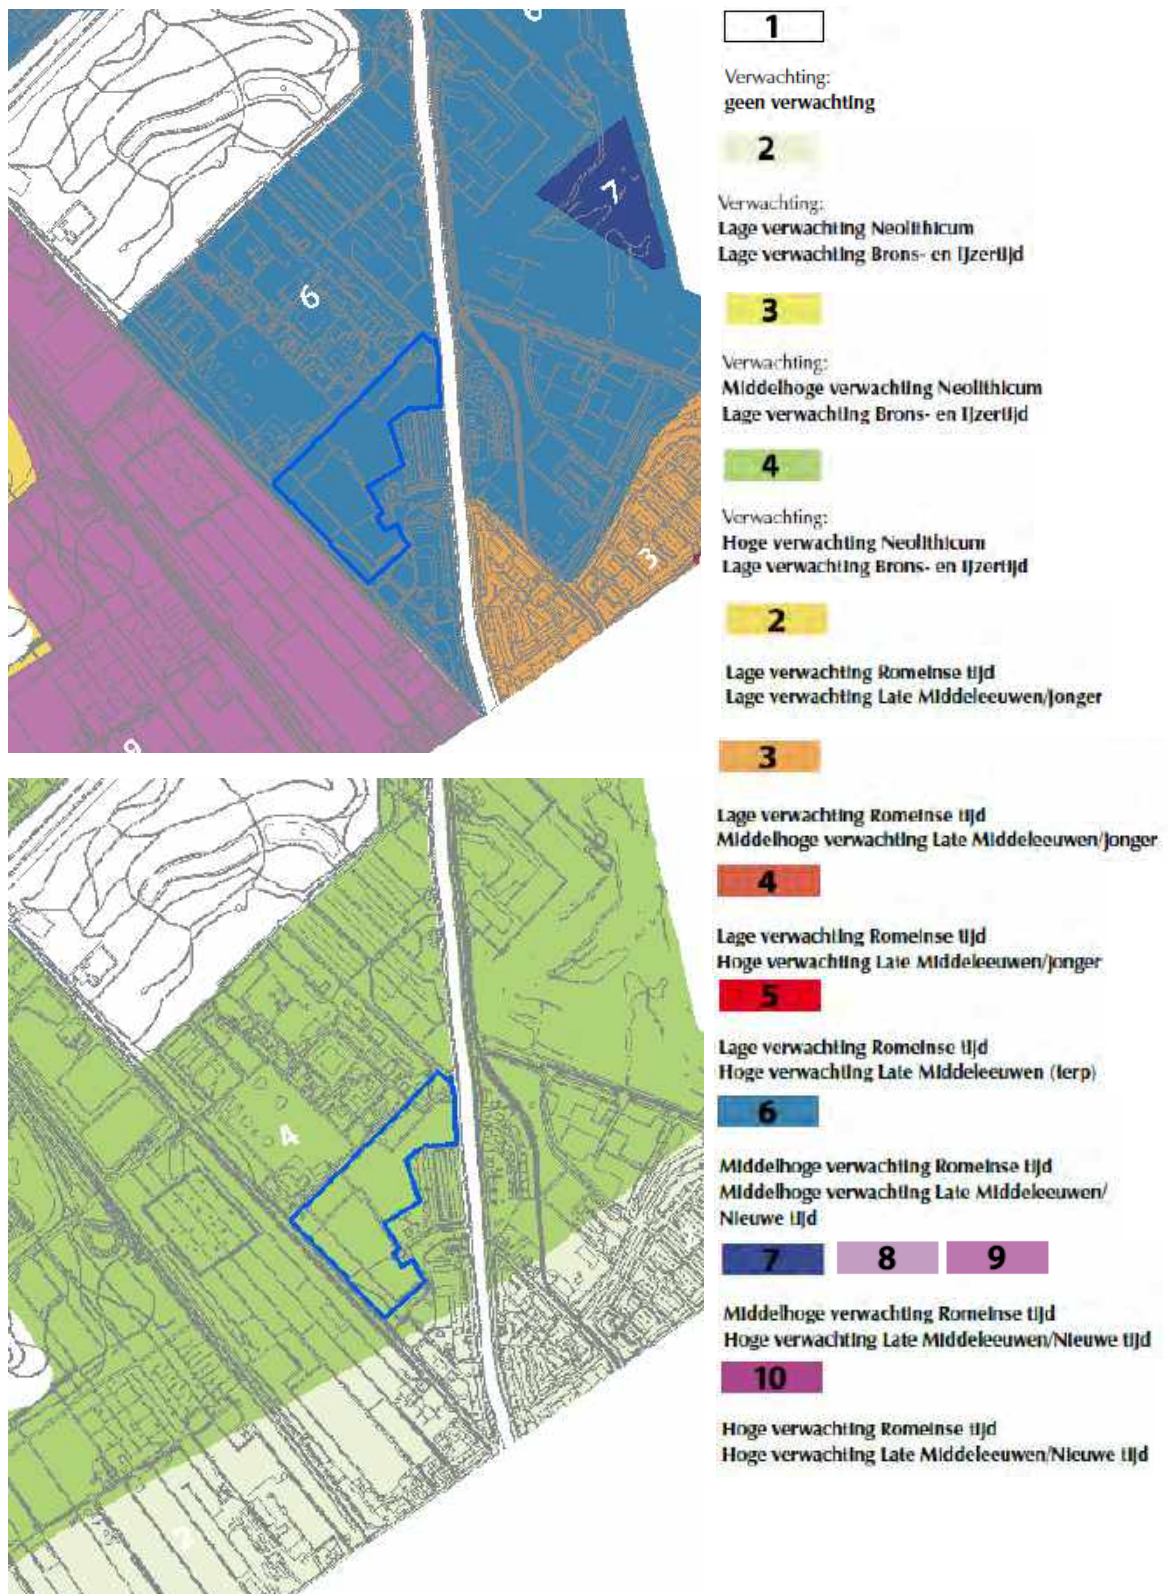 6
7
6
3
9
4
2
1
Verwachting:
geen verwachting
2
Verwachting:
Lage verwachting Neolithicum
Lage verwachting Brons- en IJzertijd
3
Verwachting:
Middelhoge verwachting Neolithicum
Lage verwachting Brons- en IJzertijd
4
Verwachting:
Hoge verwachting Neolithicum
Lage verwachting Brons- en IJzertijd
2
Lage verwachting Romeinse tijd
Lage verwachting Late Middeleeuwen/jonger
3
Lage verwachting Romeinse tijd
Middelhoge verwachting Late Middeleeuwen/jonger
4
Lage verwachting Romeinse tijd
Hoge verwachting Late Middeleeuwen/jonger
5
Lage verwachting Romeinse tijd
Hoge verwachting Late Middeleeuwen (terp)
6
Middelhoge verwachting Romeinse tijd
Middelhoge verwachting Late Middeleeuwen/
Nieuwe tijd
7 8 9
Middelhoge verwachting Romeinse tijd
Hoge verwachting Late Middeleeuwen/Nieuwe tijd
10
Hoge verwachting Romeinse tijd
Hoge verwachting Late Middeleeuwen/Nieuwe tijd